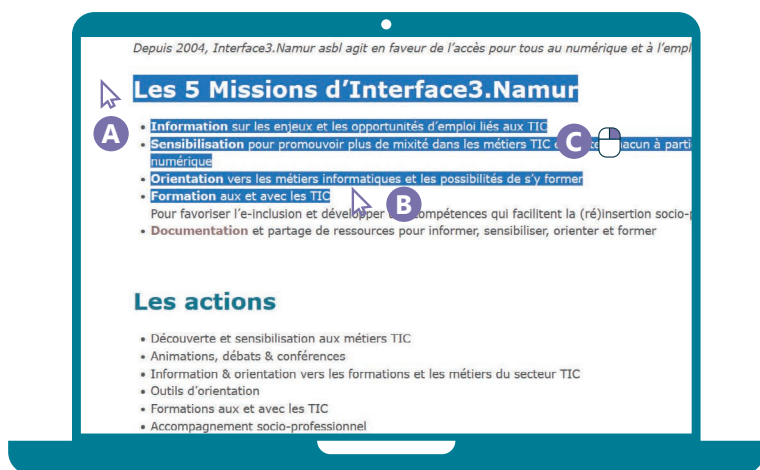 Depuis 2004, Interface3.Namur asbl agit en faveur de l'accès pour tous au numérique et à l'empl
Les 5 Missions d'Interface3.Namur
A
• Information sur les enjeux et les opportunités d'emploi liés aux TIC
• Sensibilisation pour promouvoir plus de mixité dans les métiers TIC C à parti
numérique
• Orientation vers les métiers informatiques et les possibilités de s'y former
• Formation aux et avec les TIC
B
Pour favoriser l'e-inclusion et développer compétences qui facilitent la (ré)insertion socio-p
• Documentation et partage de ressources pour informer, sensibiliser, orienter et former
Les actions
• Découverte et sensibilisation aux métiers TIC
• Animations, débats & conférences
• Information & orientation vers les formations et les métiers du secteur TIC
• Outils d'orientation
• Formations aux et avec les TIC
• Accompagnement socio-professionnel